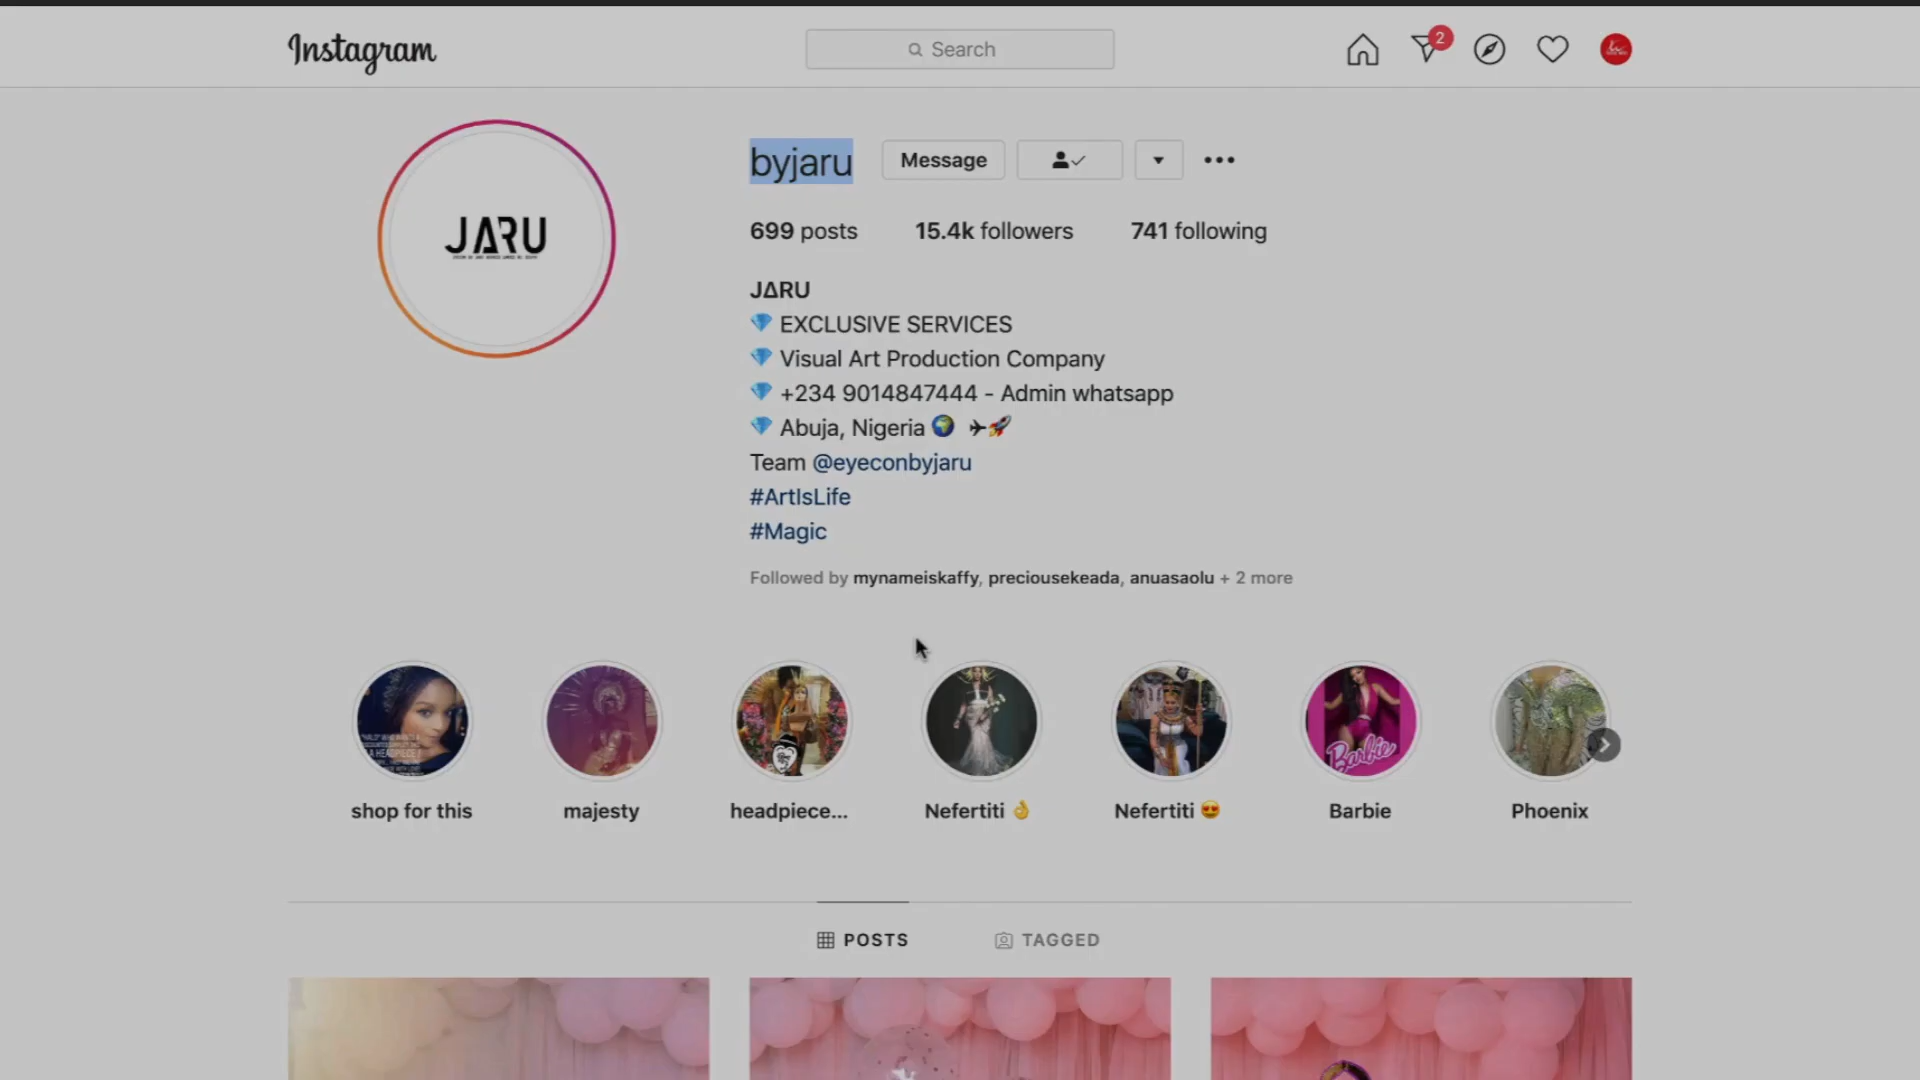 Instagram
Search
2
byjaru
Message
699 posts 15.4k followers 741 following
JΔRU
💎 EXCLUSIVE SERVICES
💎 Visual Art Production Company
💎 +234 9014847444 - Admin whatsapp
💎 Abuja, Nigeria 🌍 ✈🚀
Team @eyeconbyjaru
#ArtIsLife
#Magic
Followed by mynameiskaffy, preciousekeada, anuasaolu + 2 more
JARU
Barbie
shop for this
majesty
headpiece...
Nefertiti 👌
Nefertiti 😍
Barbie
Phoenix
POSTS
TAGGED